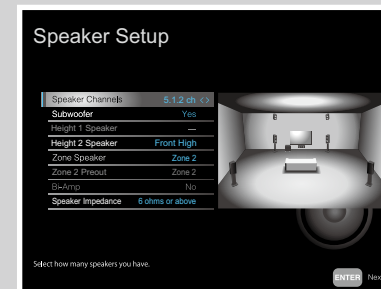 Speaker Setup
Speaker Channels 5.1.2 ch <>
Subwoofer Yes
Height 1 Speaker —
Height 2 Speaker Front High
Zone Speaker Zone 2
Zone 2 Preout Zone 2
Bi-Amp No
Speaker Impedance 6 ohms or above
Select how many speakers you have.
ENTER Nex